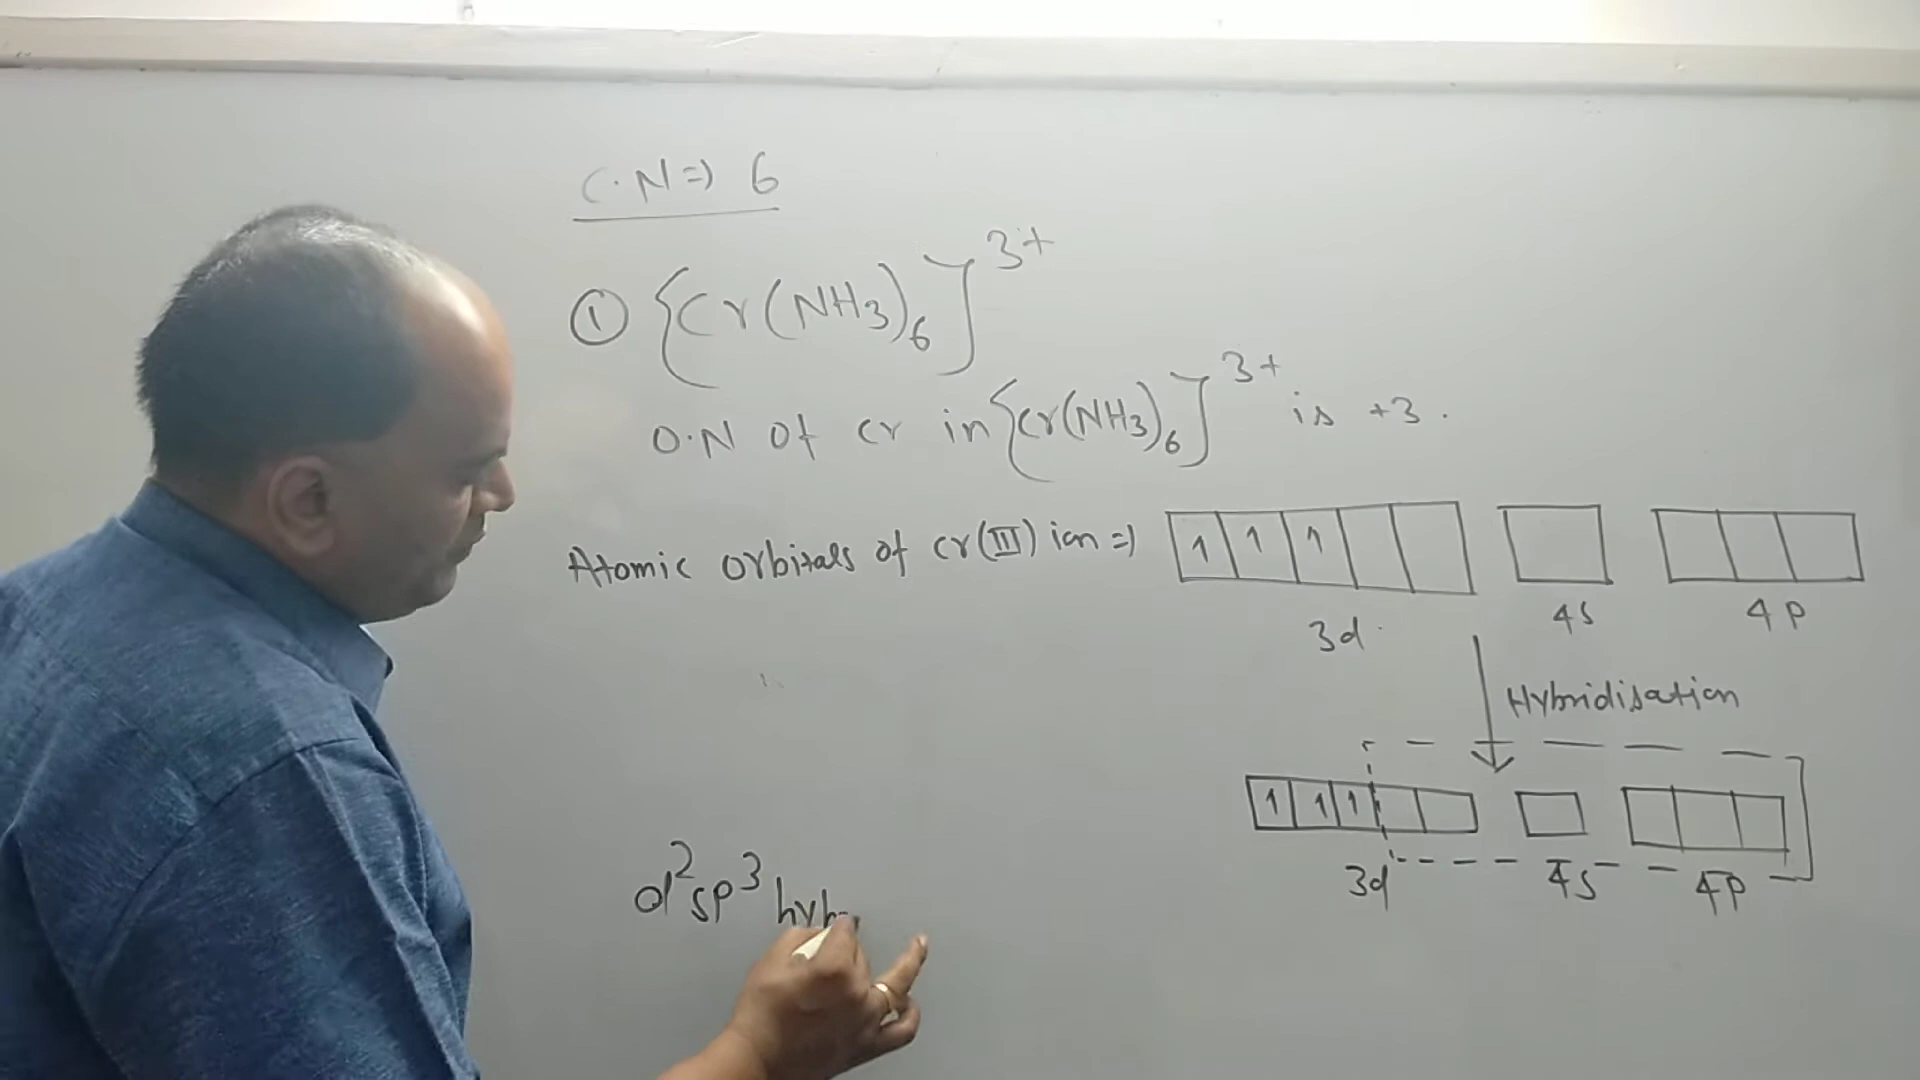 C.N => 6
① [Cr(NH3)6]3+
O.N of cr in [Cr(NH3)6]3+ is +3.
Atomic orbitals of cr(III) ion => 1 1 1
3d 4s 4p
Hybridisation
1 1 1
3d 4s 4p
d2sp3 hyb